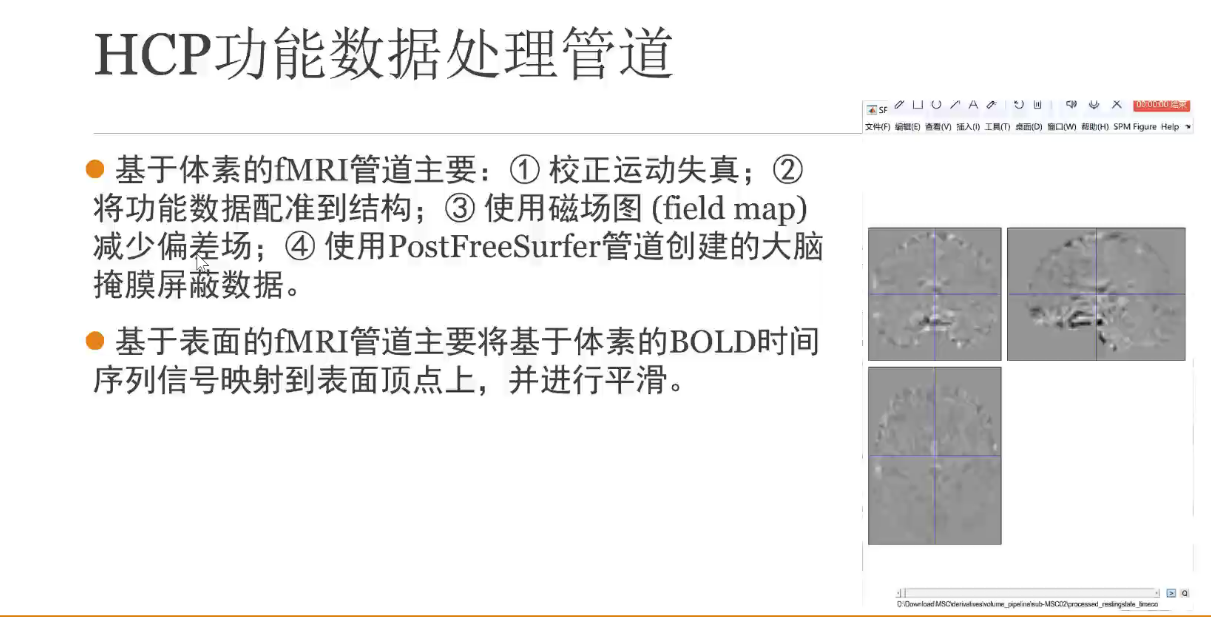 HCP功能数据处理管道
基于体素的fMRI管道主要：① 校正运动失真；②
将功能数据配准到结构；③ 使用磁场图 (field map)
减少偏差场；④ 使用PostFreeSurfer管道创建的大脑
掩膜屏蔽数据。
基于表面的fMRI管道主要将基于体素的BOLD时间
序列信号映射到表面顶点上，并进行平滑。
SF
00:00:00 结束
文件(F) 编辑(E) 查看(V) 插入(I) 工具(T) 桌面(D) 窗口(W) 帮助(H) SPM Figure Help
D:\Download\MSC\derivatives\volume_pipeline\sub-MSC02\processed_restingstate_timeco